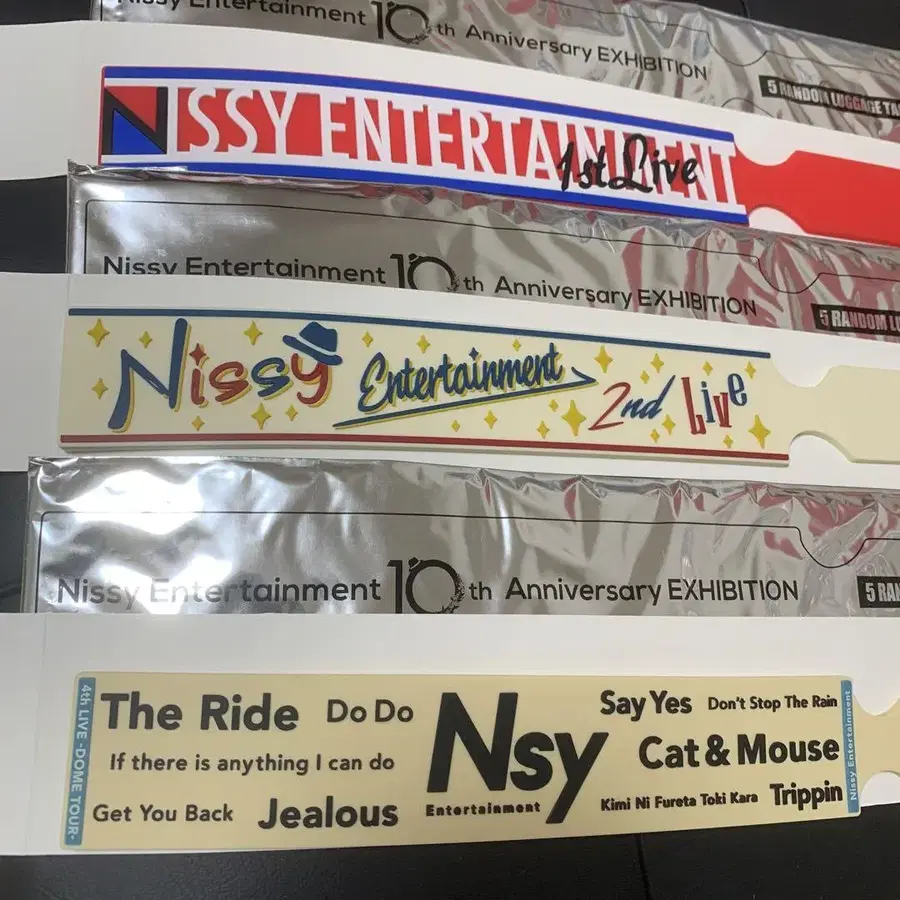 Nissy Entertainment 10th Anniversary EXHIBITION
5 RANDOM LUGGAGE TA
NISSY ENTERTAINMENT
1st Live
Nissy Entertainment 10th Anniversary EXHIBITION
5 RANDOM LU
Nissy Entertainment 2nd Live
Nissy Entertainment 10th Anniversary EXHIBITION
5 RAN
4th LIVE -DOME TOUR-
The Ride
Do Do
If there is anything I can do
Get You Back
Jealous
Nsy
Entertainment
Say Yes
Don't Stop The Rain
Cat & Mouse
Kimi Ni Fureta Toki Kara
Trippin
Nissy Entertainment